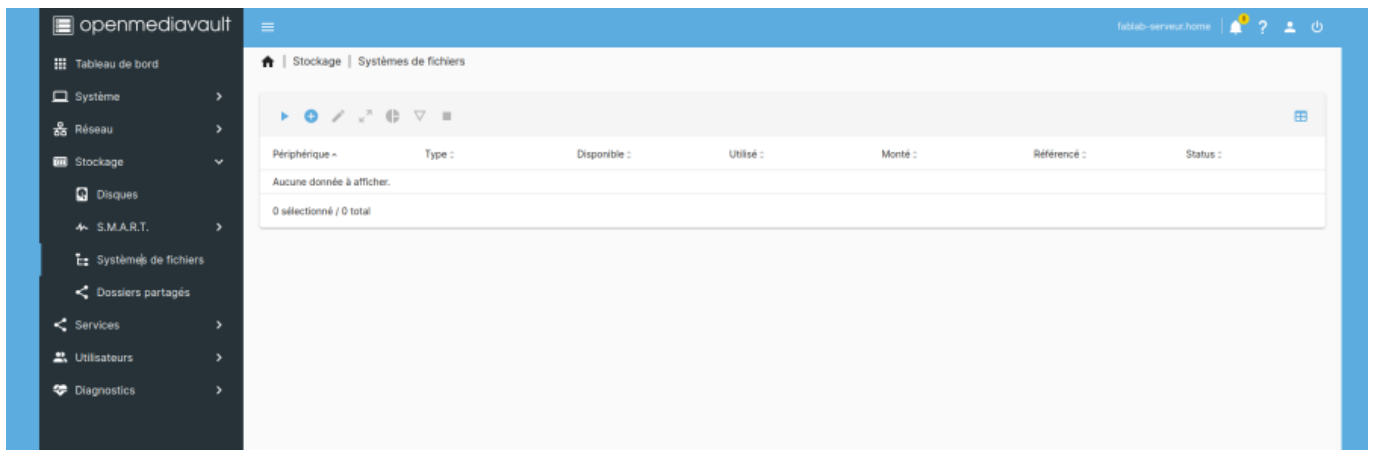 openmediavault
fablab-serveur.home
Tableau de bord
Système
Réseau
Stockage
Disques
S.M.A.R.T.
Systèmes de fichiers
Dossiers partagés
Services
Utilisateurs
Diagnostics
Stockage | Systèmes de fichiers
Périphérique Type Disponible Utilisé Monté Référencé Status
Aucune donnée à afficher.
0 sélectionné / 0 total